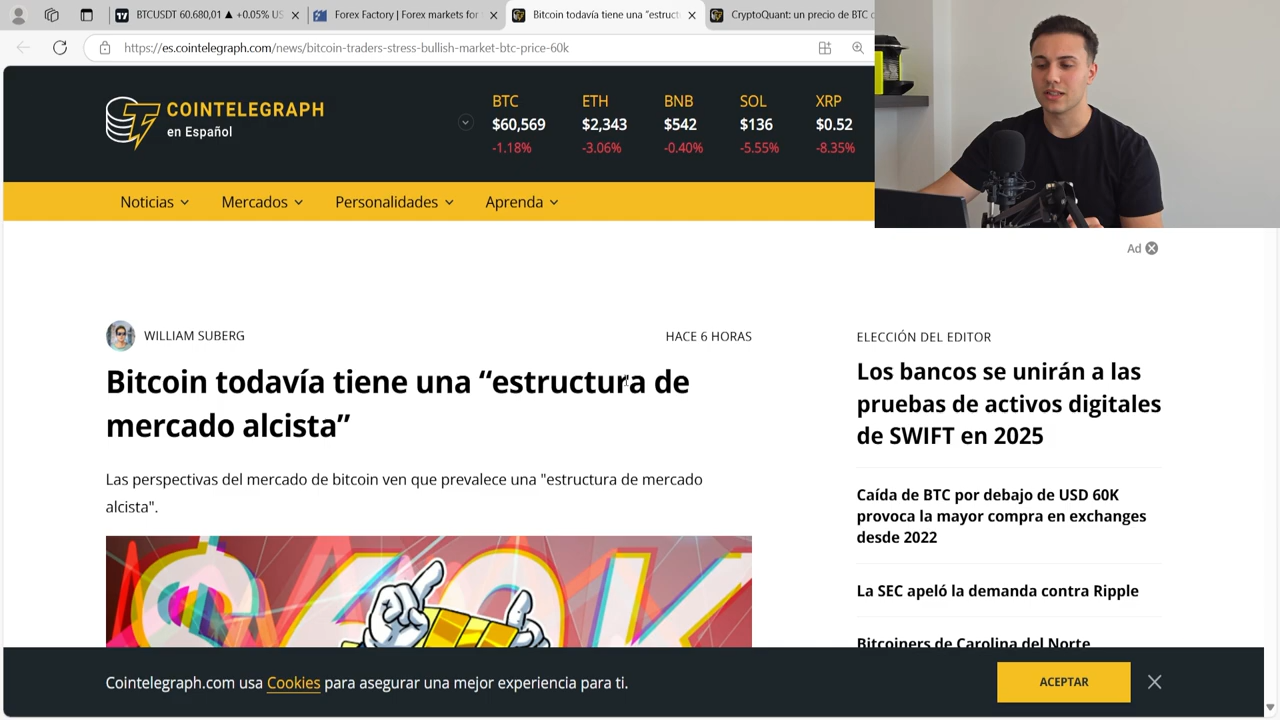 BTCUSDT 60.680,01 ▲ +0.05% US
Forex Factory | Forex markets for
Bitcoin todavía tiene una "estruct
CryptoQuant: un precio de BTC
https://es.cointelegraph.com/news/bitcoin-traders-stress-bullish-market-btc-price-60k
COINTELEGRAPH
en Español
BTC ETH BNB SOL XRP
$60,569 $2,343 $542 $136 $0.52
-1.18% -3.06% -0.40% -5.55% -8.35%
Noticias Mercados Personalidades Aprenda
Ad
WILLIAM SUBERG
HACE 6 HORAS
Bitcoin todavía tiene una “estructura de
mercado alcista”
Las perspectivas del mercado de bitcoin ven que prevalece una "estructura de mercado
alcista".
$60K
ELECCIÓN DEL EDITOR
Los bancos se unirán a las
pruebas de activos digitales
de SWIFT en 2025
Caída de BTC por debajo de USD 60K
provoca la mayor compra en exchanges
desde 2022
La SEC apeló la demanda contra Ripple
Bitcoiners de Carolina del Norte
Cointelegraph.com usa Cookies para asegurar una mejor experiencia para ti.
ACEPTAR